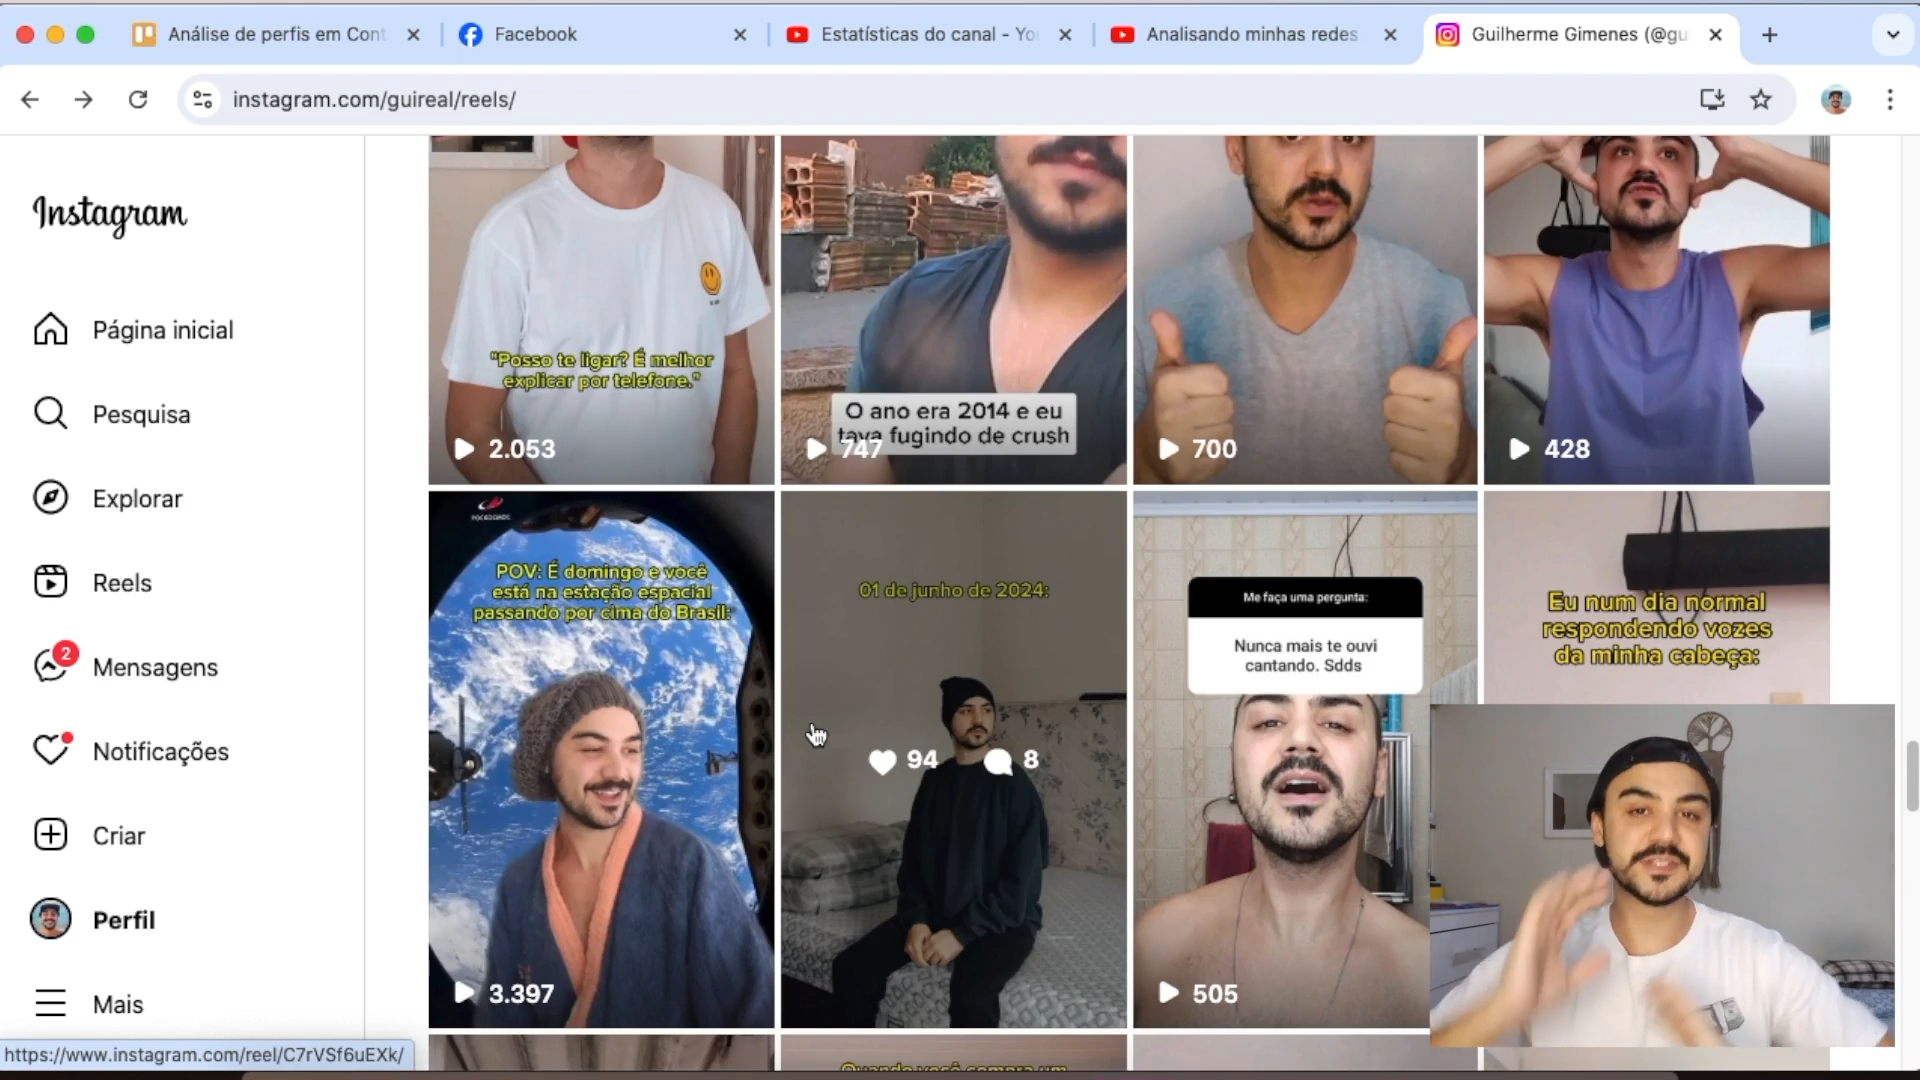 Análise de perfis em Cont
Facebook
Estatísticas do canal - You
Analisando minhas redes
Guilherme Gimenes (@gu
instagram.com/guireal/reels/
Instagram
Página inicial
Pesquisa
Explorar
Reels
2
Mensagens
Notificações
Criar
Perfil
Mais
"Posso te ligar? É melhor
explicar por telefone."
2.053
O ano era 2014 e eu
tava fugindo de crush
747
700
428
POV: É domingo e você
está na estação espacial
passando por cima do Brasil:
3.397
01 de junho de 2024:
94
8
Me faça uma pergunta:
Nunca mais te ouvi
cantando. Sdds
505
Eu num dia normal
respondendo vozes
da minha cabeça:
Quando você compra um
https://www.instagram.com/reel/C7rVSf6uEXk/